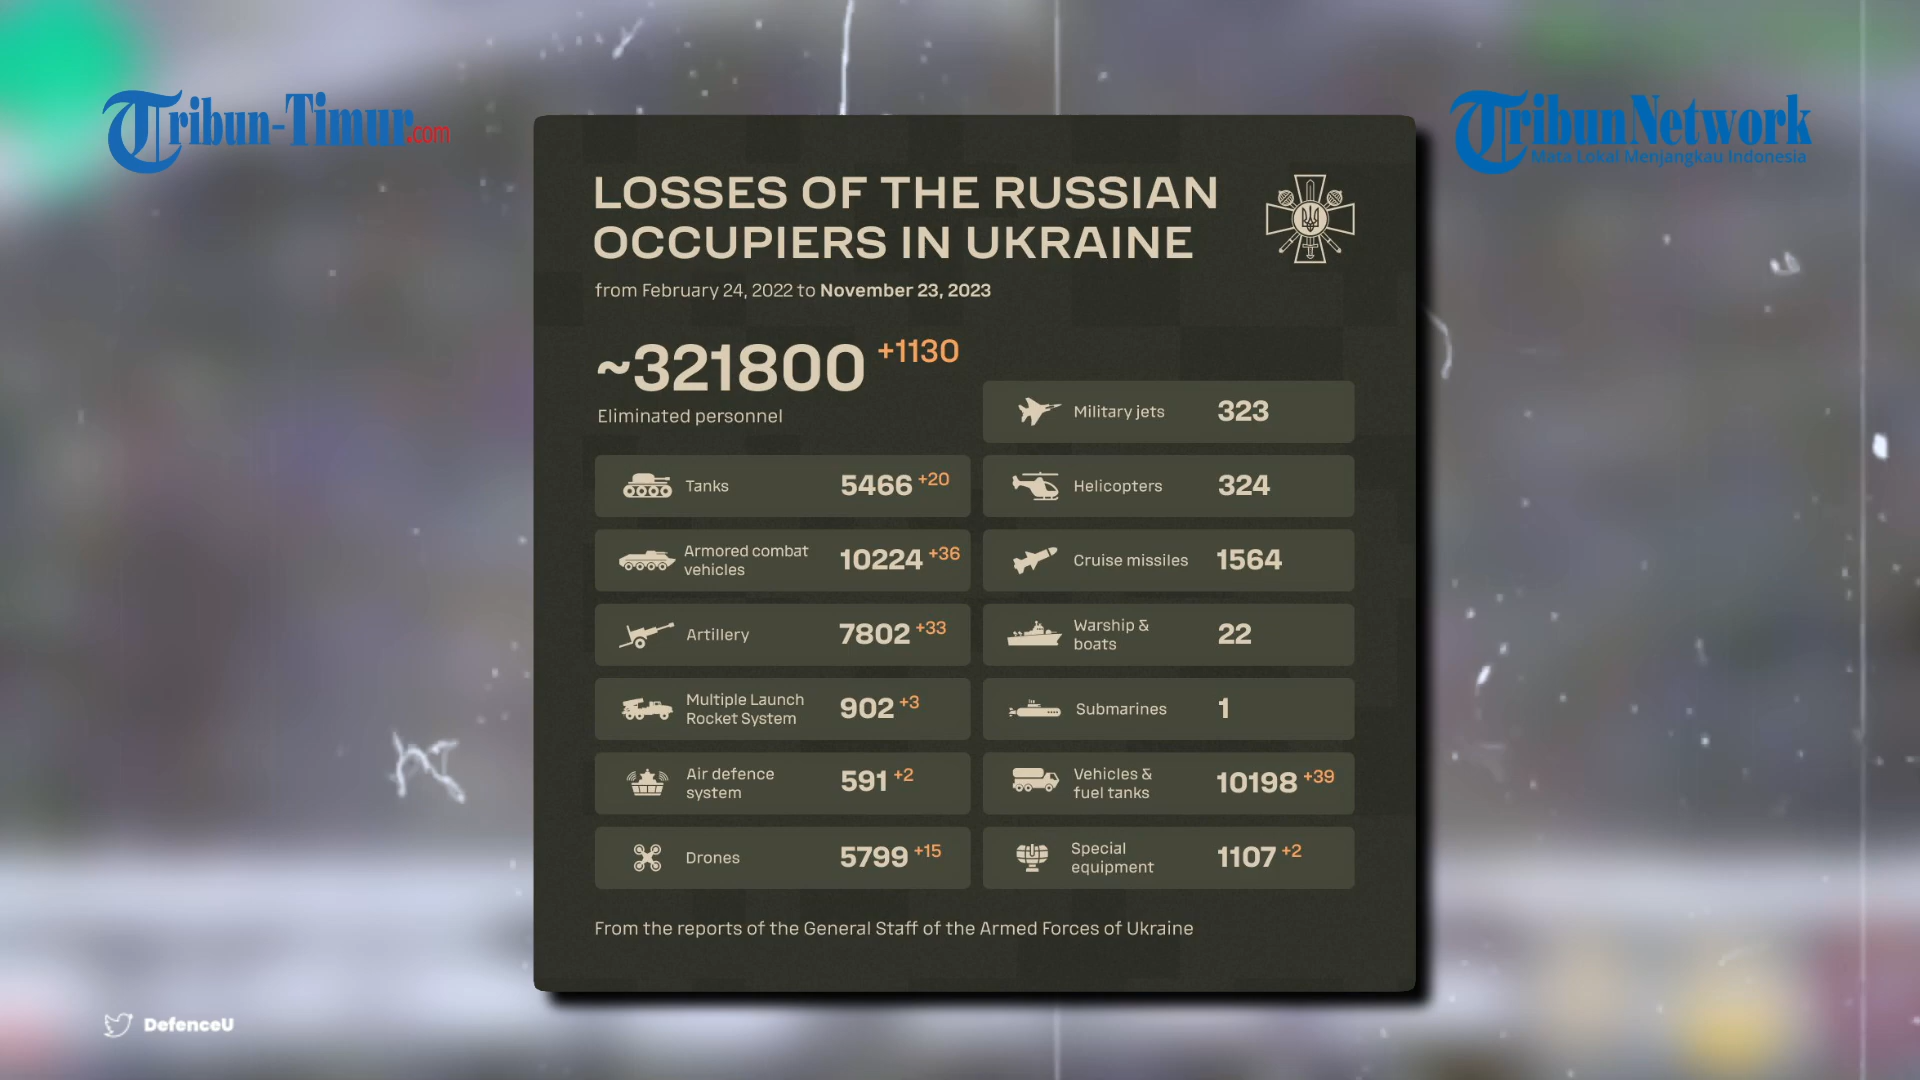 Tribun-Timur.com
TribunNetwork
Mata Lokal Menjangkau Indonesia
LOSSES OF THE RUSSIAN
OCCUPIERS IN UKRAINE
from February 24, 2022 to November 23, 2023
~321800 +1130
Eliminated personnel
Military jets 323
Tanks 5466 +20
Helicopters 324
Armored combat
vehicles 10224 +36
Cruise missiles 1564
Artillery 7802 +33
Warship &
boats 22
Multiple Launch
Rocket System 902 +3
Submarines 1
Air defence
system 591 +2
Vehicles &
fuel tanks 10198 +39
Drones 5799 +15
Special
equipment 1107 +2
From the reports of the General Staff of the Armed Forces of Ukraine
DefenceU